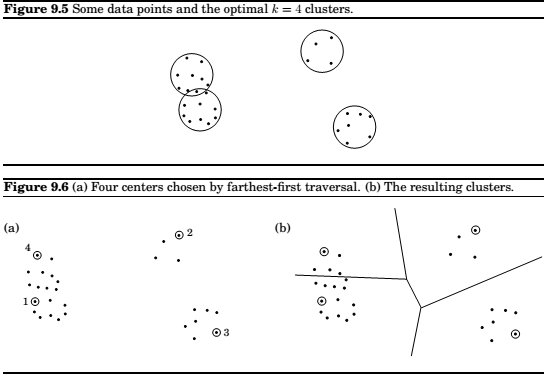 Figure 9.5 Some data points and the optimal k = 4 clusters.
Figure 9.6 (a) Four centers chosen by farthest-first traversal. (b) The resulting clusters.
(a)
(b)
2
4
1
3